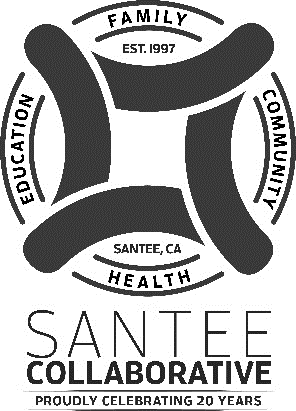 FAMILY
EST. 1997
EDUCATION
COMMUNITY
SANTEE, CA
HEALTH
SANTEE
COLLABORATIVE
PROUDLY CELEBRATING 20 YEARS